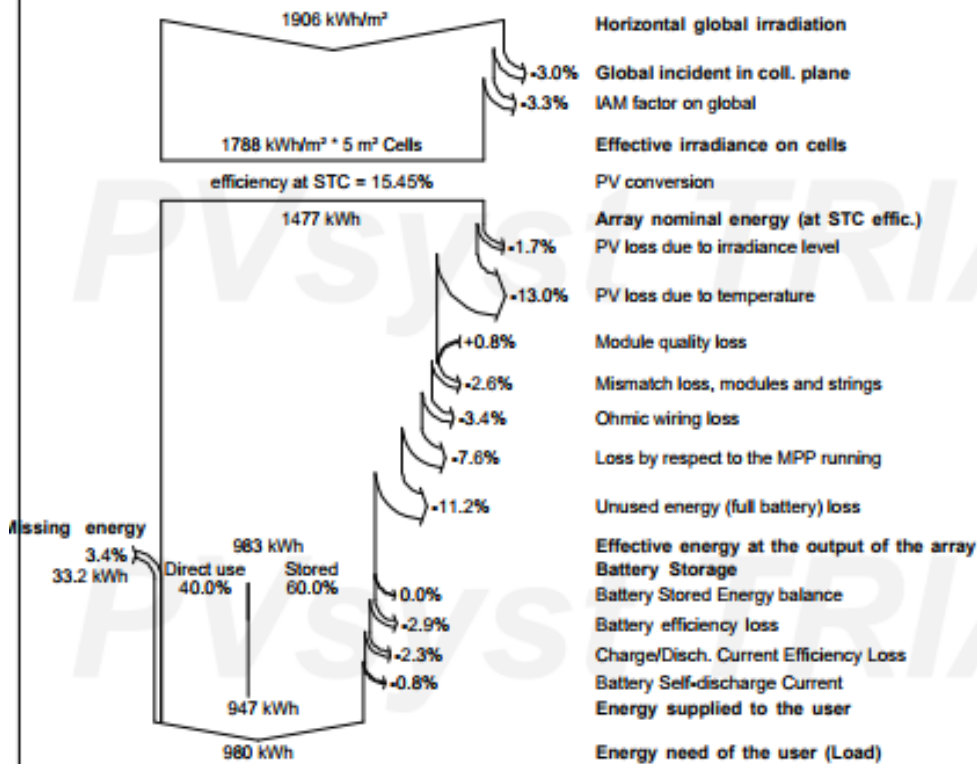 1906 kWh/m² Horizontal global irradiation
-3.0% Global incident in coll. plane
-3.3% IAM factor on global
1788 kWh/m² * 5 m² Cells Effective irradiance on cells
efficiency at STC = 15.45% PV conversion
1477 kWh Array nominal energy (at STC effic.)
-1.7% PV loss due to irradiance level
PVsyst TRIA
-13.0% PV loss due to temperature
+0.8% Module quality loss
-2.6% Mismatch loss, modules and strings
-3.4% Ohmic wiring loss
-7.6% Loss by respect to the MPP running
-11.2% Unused energy (full battery) loss
Missing energy
983 kWh Effective energy at the output of the array
3.4% Direct use Stored Battery Storage
33.2 kWh 40.0% 60.0% 0.0% Battery Stored Energy balance
-2.9% Battery efficiency loss
PVsyst TRIA
-2.3% Charge/Disch. Current Efficiency Loss
-0.8% Battery Self-discharge Current
947 kWh Energy supplied to the user
980 kWh Energy need of the user (Load)